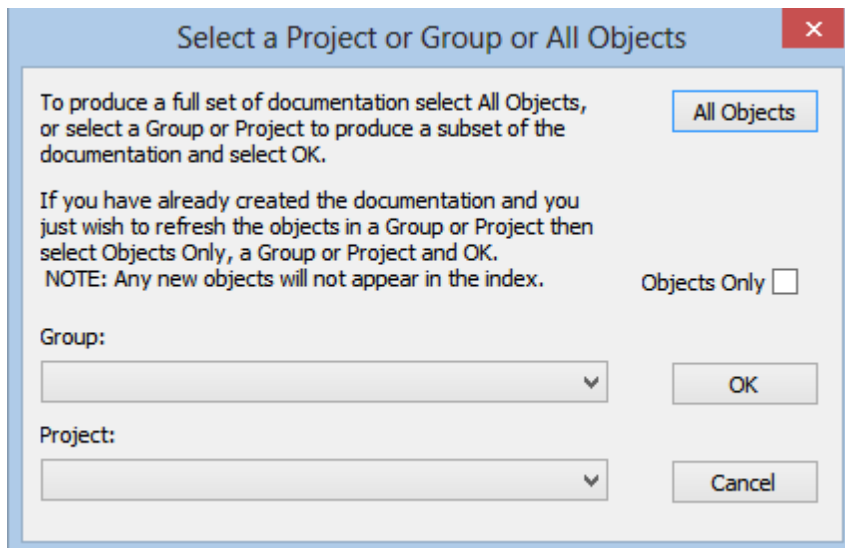 Select a Project or Group or All Objects
To produce a full set of documentation select All Objects,
or select a Group or Project to produce a subset of the
documentation and select OK.
All Objects
If you have already created the documentation and you
just wish to refresh the objects in a Group or Project then
select Objects Only, a Group or Project and OK.
NOTE: Any new objects will not appear in the index.
Objects Only
Group:
OK
Project:
Cancel